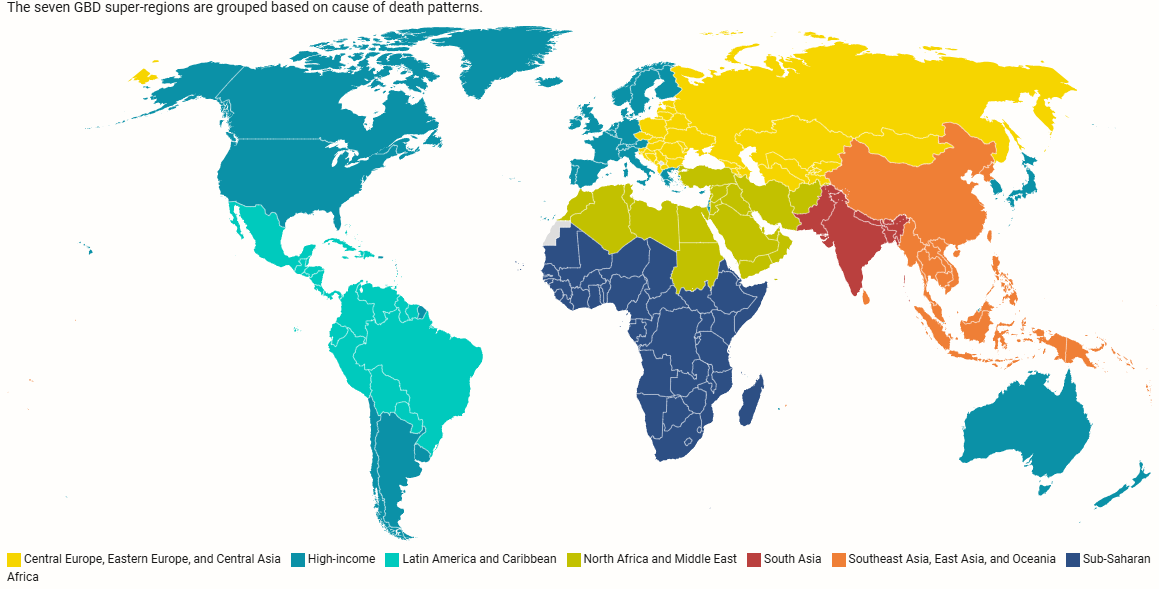 The seven GBD super-regions are grouped based on cause of death patterns.
Central Europe, Eastern Europe, and Central Asia High-income Latin America and Caribbean North Africa and Middle East South Asia Southeast Asia, East Asia, and Oceania Sub-Saharan
Africa